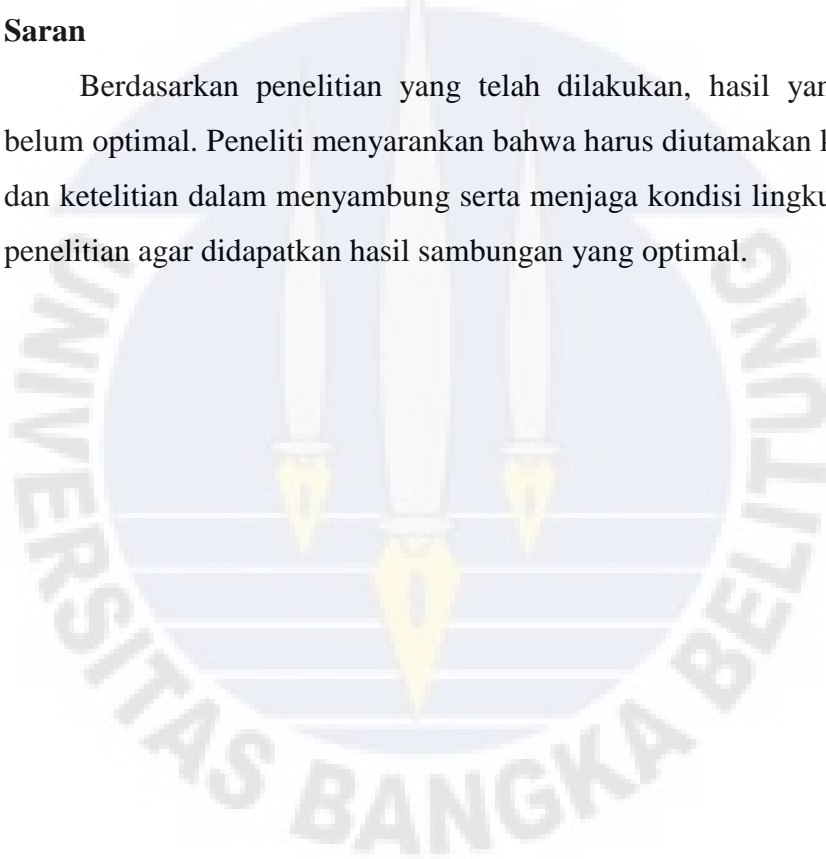 Saran
Berdasarkan penelitian yang telah dilakukan, hasil
belum optimal. Peneliti menyarankan bahwa harus diutamakan
dan ketelitian dalam menyambung serta menjaga kondisi
penelitian agar didapatkan hasil sambungan yang optimal.
UNIVERSITAS BANGKA BELITUNG